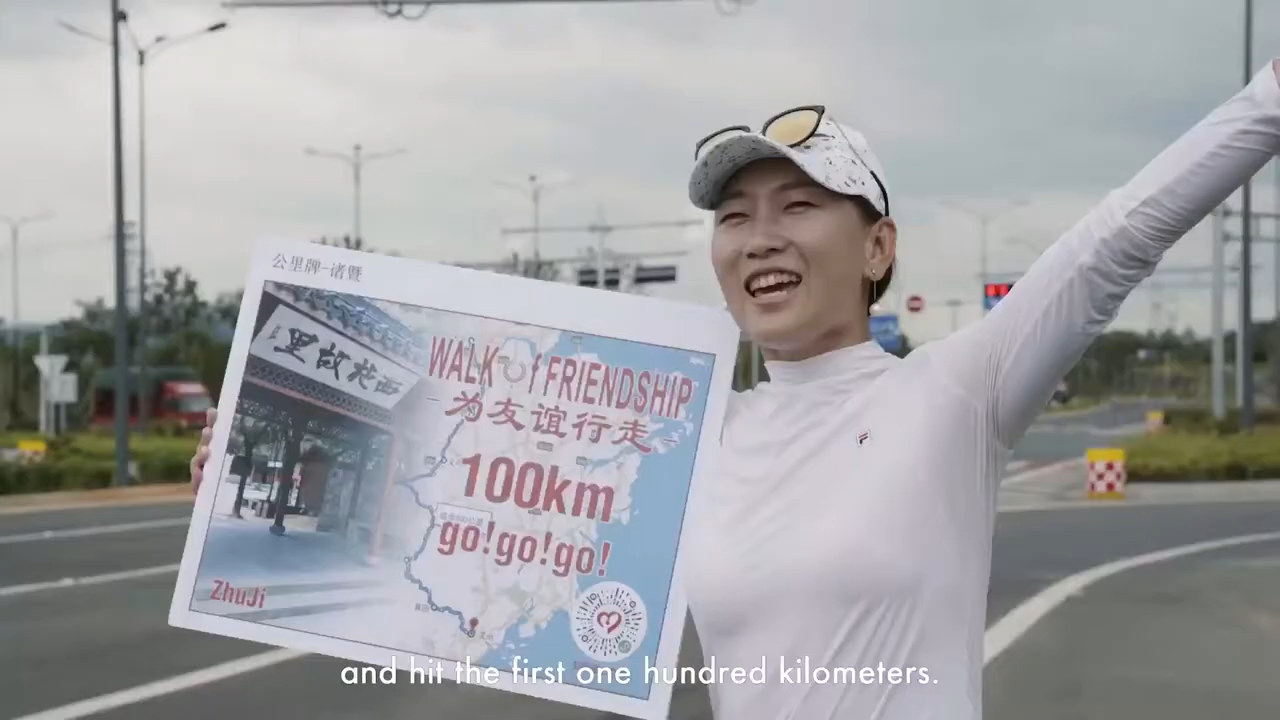 公里牌-诸暨
西施故里
WALK of FRIENDSHIP
为友谊行走
100km
go!go!go!
ZhuJi
and hit the first one hundred kilometers.